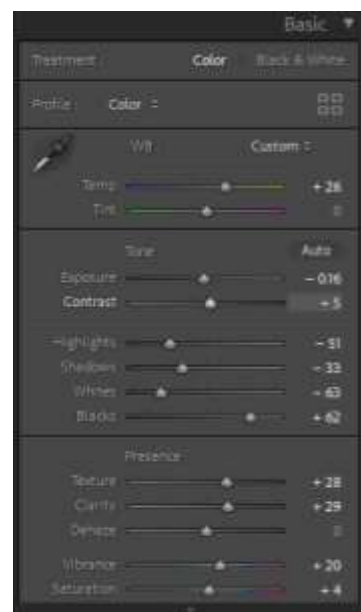 Basic
Treatment : Color Black & White
Profile : Color
WB : Custom
Temp + 26
Tint 0
Tone Auto
Exposure - 0.16
Contrast + 5
Highlights - 51
Shadows - 33
Whites - 63
Blacks + 62
Presence
Texture + 28
Clarity + 29
Dehaze 0
Vibrance + 20
Saturation + 4